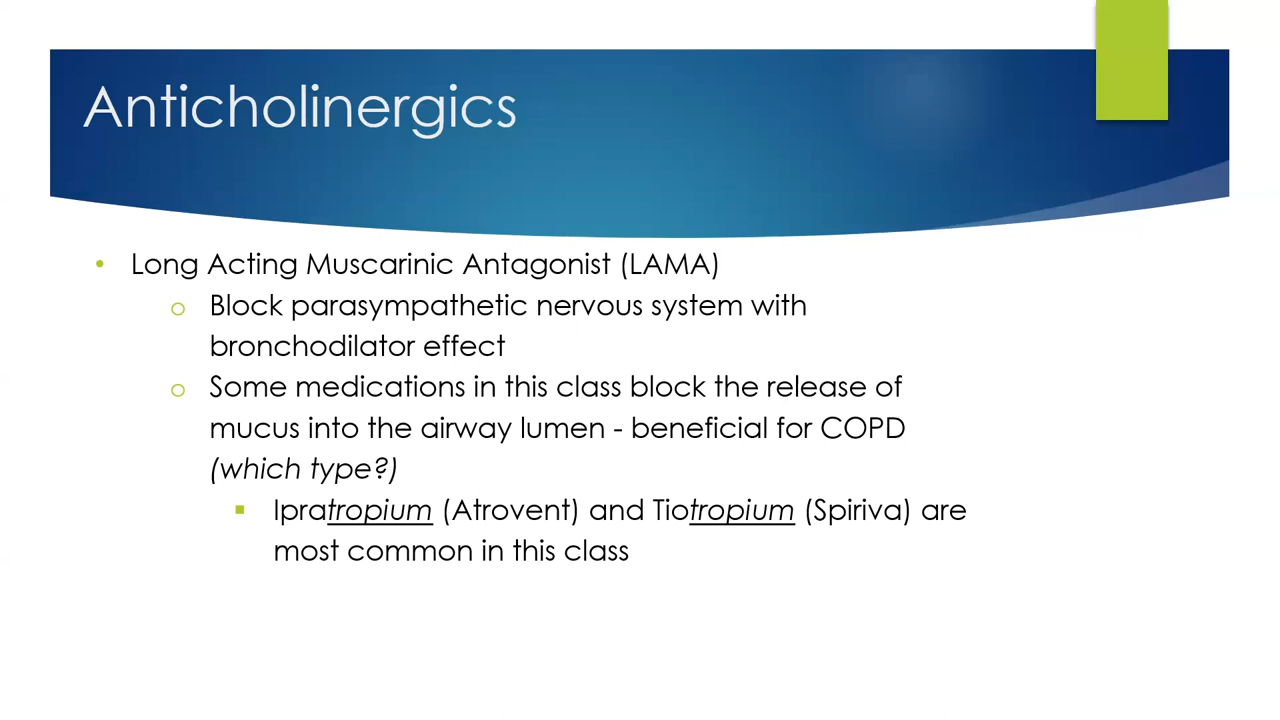 Anticholinergics
• Long Acting Muscarinic Antagonist (LAMA)
o Block parasympathetic nervous system with
bronchodilator effect
o Some medications in this class block the release of
mucus into the airway lumen - beneficial for COPD
(which type?)
▪ Ipratropium (Atrovent) and Tiotropium (Spiriva) are
most common in this class